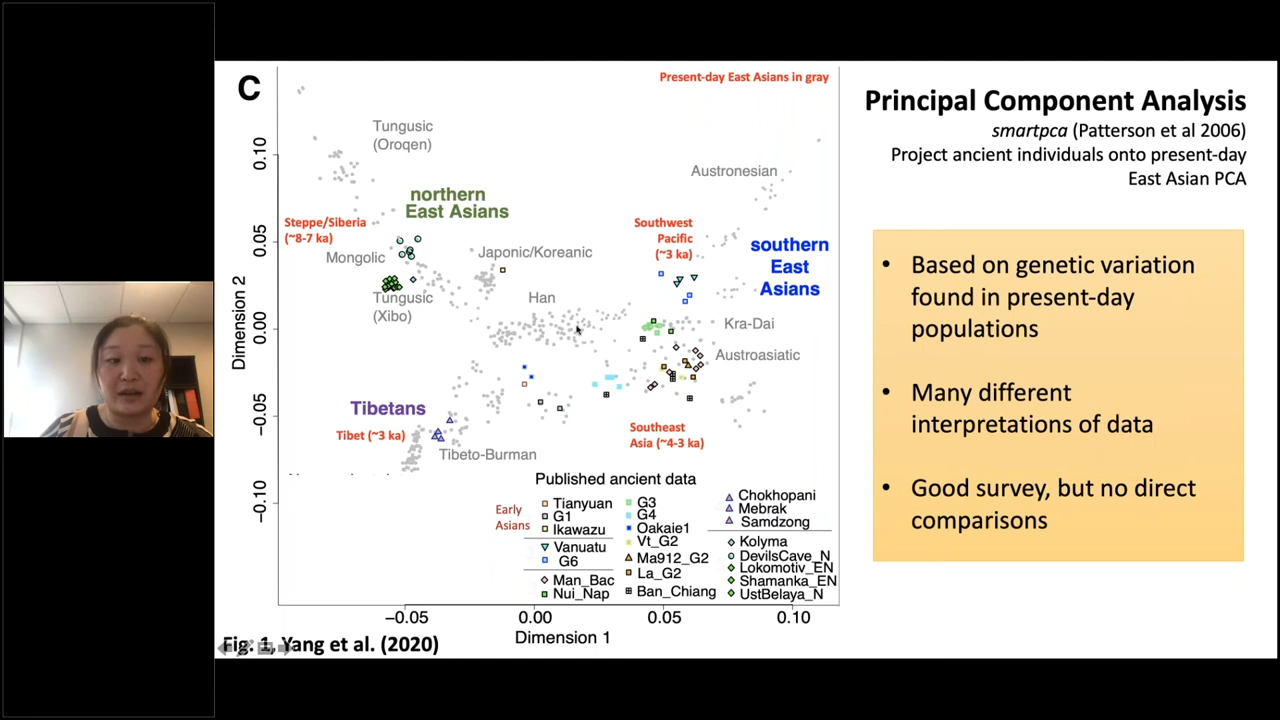 C
Present-day East Asians in gray
Tungusic
(Oroqen)
Austronesian
northern
East Asians
Steppe/Siberia
(~8-7 ka)
Southwest
Pacific
(~3 ka)
Mongolic
Japonic/Koreanic
southern
East
Asians
Tungusic
(Xibo)
Han
Kra-Dai
Austroasiatic
Tibetans
Tibet (~3 ka)
Southeast
Asia (~4-3 ka)
Tibeto-Burman
Published ancient data
Early
Asians
Tianyuan
G1
Ikawazu
Vanuatu
G6
Man_Bac
Nui_Nap
G3
G4
Oakaie1
Vt_G2
Ma912_G2
La_G2
Ban_Chiang
Chokhopani
Mebrak
Samdzong
Kolyma
DevilsCave_N
Lokomotiv_EN
Shamanka_EN
UstBelaya_N
Dimension 2
0.10
0.05
0.00
−0.05
−0.10
−0.05
0.00
0.05
0.10
Dimension 1
Fig. 1, Yang et al. (2020)
Principal Component Analysis
smartpca (Patterson et al 2006)
Project ancient individuals onto present-day
East Asian PCA
• Based on genetic variation
found in present-day
populations
• Many different
interpretations of data
• Good survey, but no direct
comparisons